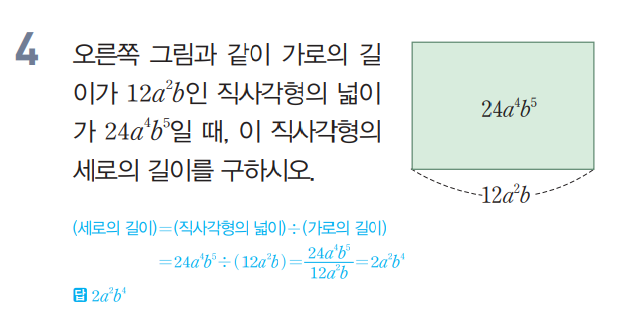 4
오른쪽 그림과 같이 가로의 길
이가 12a²b인 직사각형의 넓이
가 24a⁴b⁵일 때, 이 직사각형의
세로의 길이를 구하시오.
24a⁴b⁵
12a²b
(세로의 길이)=(직사각형의 넓이)÷(가로의 길이)
=24a⁴b⁵÷(12a²b)=24a⁴b⁵/12a²b=2a²b⁴
답 2a²b⁴